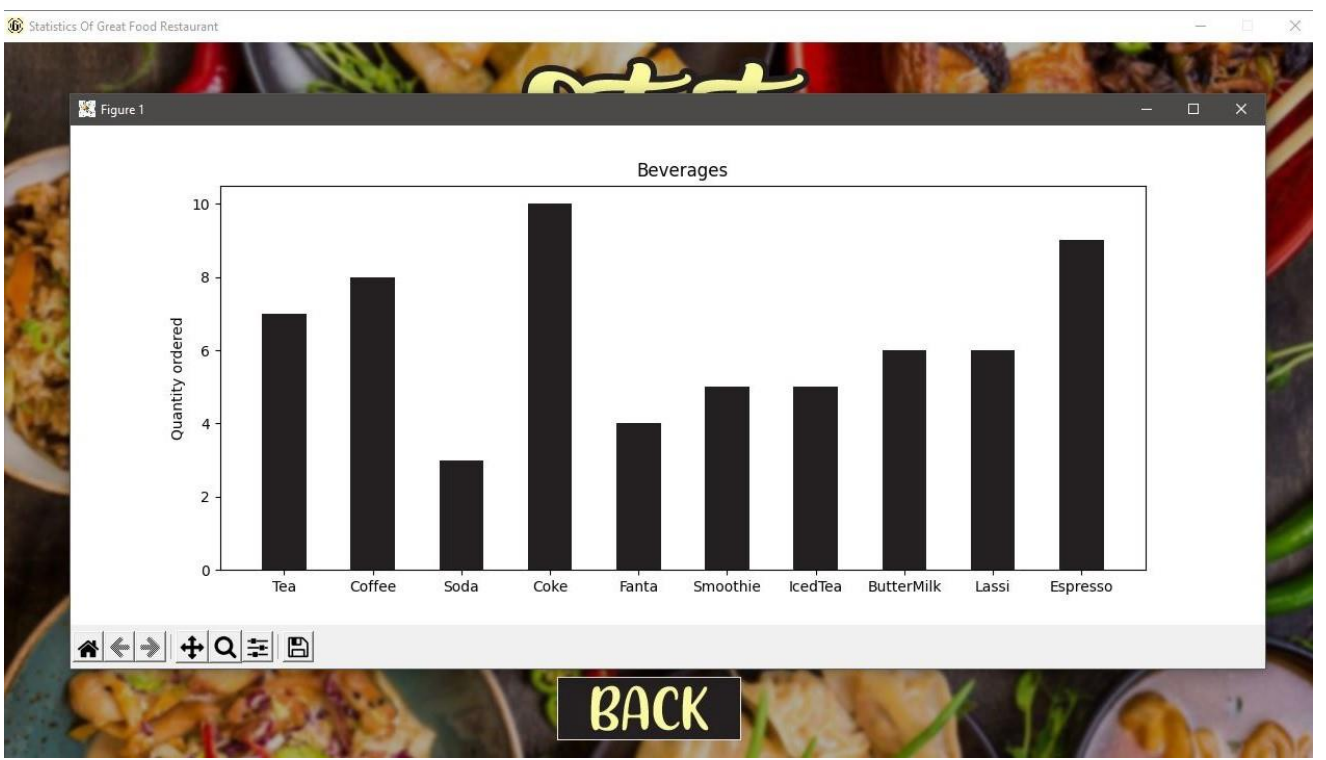 Statistics Of Great Food Restaurant
Figure 1
Beverages
10
8
6
4
2
0
Quantity ordered
Tea Coffee Soda Coke Fanta Smoothie IcedTea ButterMilk Lassi Espresso
BACK